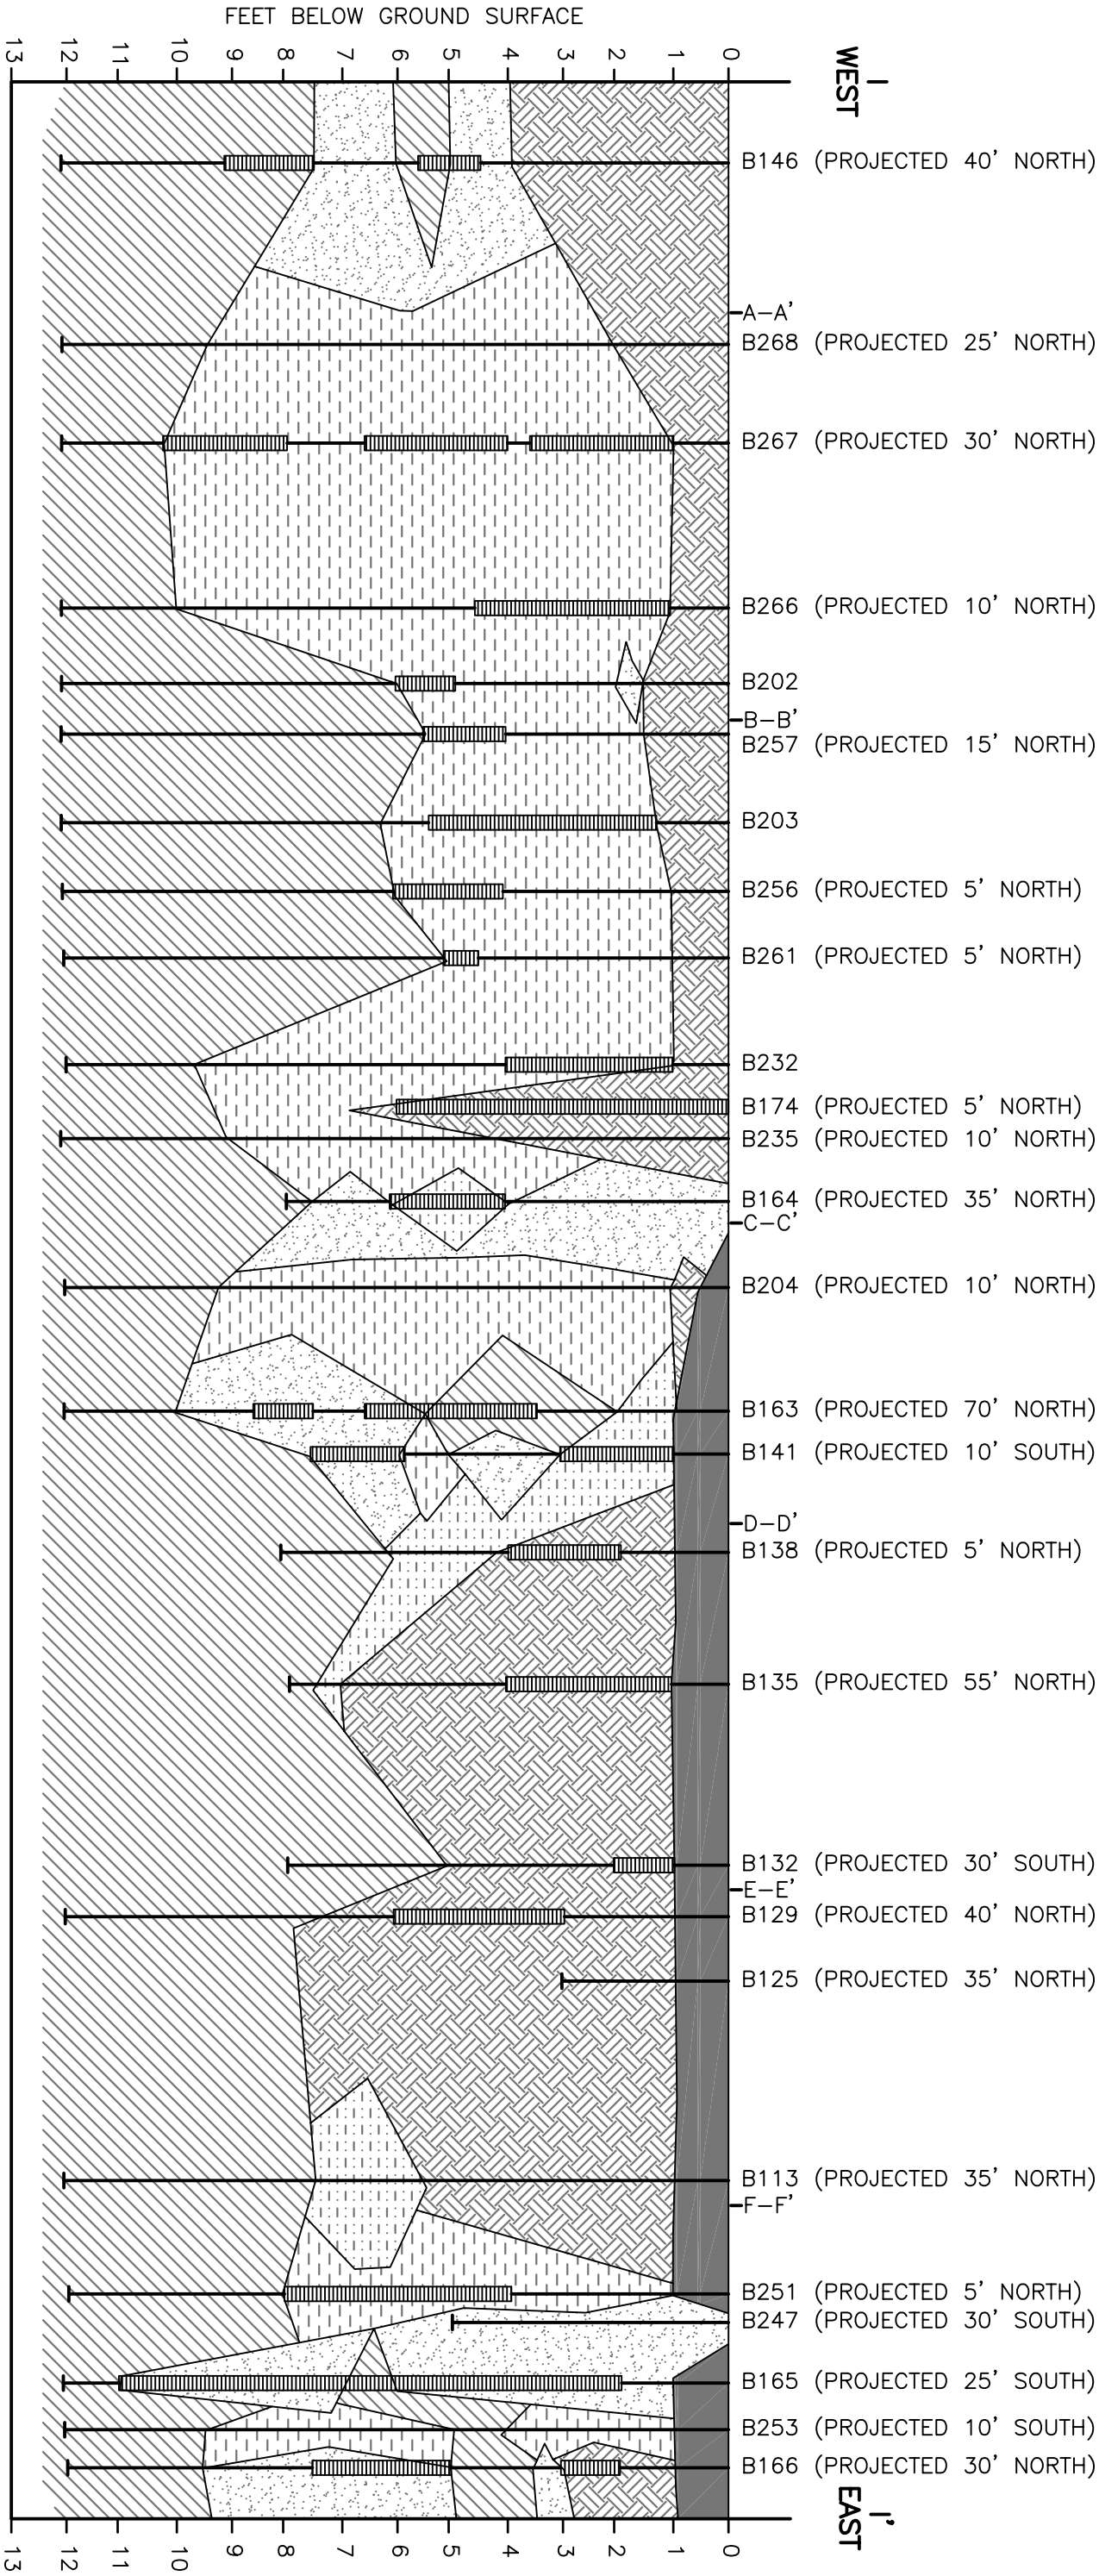 FEET BELOW GROUND SURFACE
13
12
11
10
9
8
7
6
5
4
3
2
1
0
I
WEST
B146 (PROJECTED 40' NORTH)
A-A'
B268 (PROJECTED 25' NORTH)
B267 (PROJECTED 30' NORTH)
B266 (PROJECTED 10' NORTH)
B202
B-B'
B257 (PROJECTED 15' NORTH)
B203
B256 (PROJECTED 5' NORTH)
B261 (PROJECTED 5' NORTH)
B232
B174 (PROJECTED 5' NORTH)
B235 (PROJECTED 10' NORTH)
B164 (PROJECTED 35' NORTH)
C-C'
B204 (PROJECTED 10' NORTH)
B163 (PROJECTED 70' NORTH)
B141 (PROJECTED 10' SOUTH)
D-D'
B138 (PROJECTED 5' NORTH)
B135 (PROJECTED 55' NORTH)
B132 (PROJECTED 30' SOUTH)
E-E'
B129 (PROJECTED 40' NORTH)
B125 (PROJECTED 35' NORTH)
B113 (PROJECTED 35' NORTH)
F-F'
B251 (PROJECTED 5' NORTH)
B247 (PROJECTED 30' SOUTH)
B165 (PROJECTED 25' SOUTH)
B253 (PROJECTED 10' SOUTH)
B166 (PROJECTED 30' NORTH)
I'
EAST
13
12
11
10
9
8
7
6
5
4
3
2
1
0